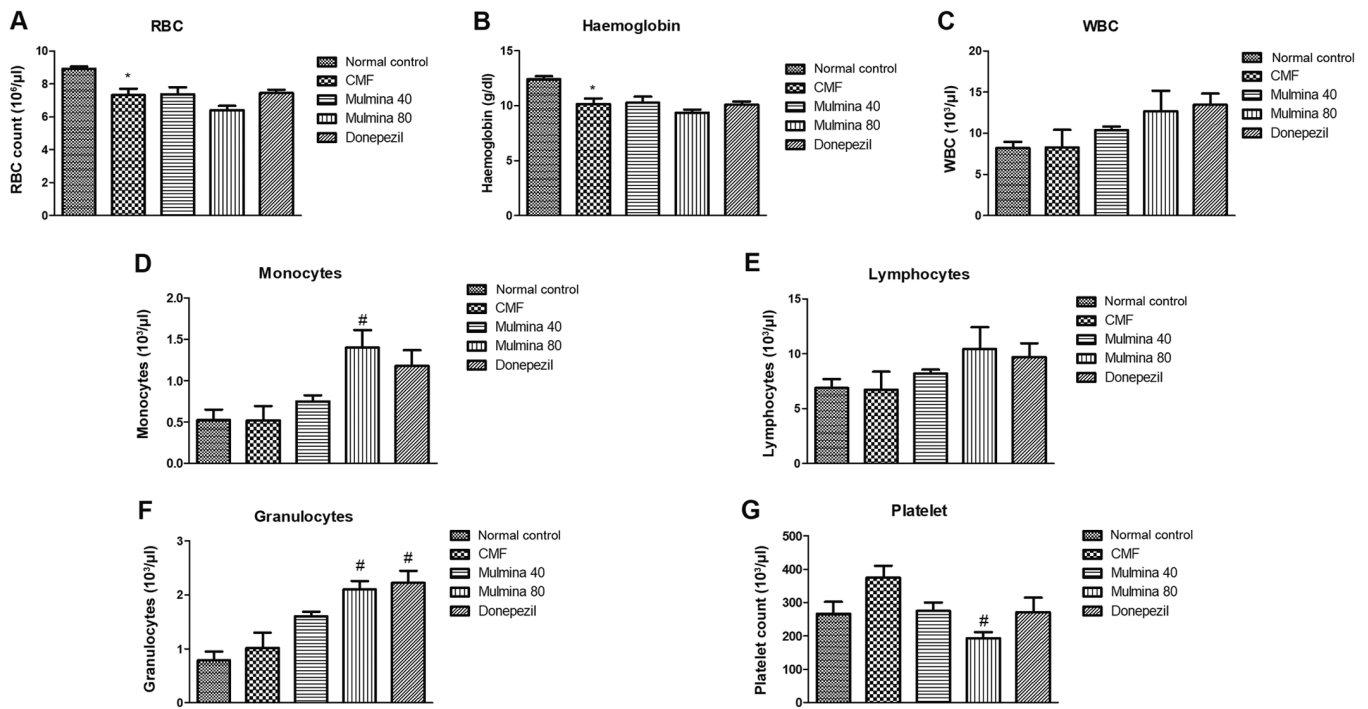 A
RBC
RBC count (10⁶/µl)
10
8
6
4
2
0
*
Normal control
CMF
Mulmina 40
Mulmina 80
Donepezil
B
Haemoglobin
Haemoglobin (g/dl)
15
10
5
0
*
Normal control
CMF
Mulmina 40
Mulmina 80
Donepezil
C
WBC
WBC (10³/µl)
20
15
10
5
0
Normal control
CMF
Mulmina 40
Mulmina 80
Donepezil
D
Monocytes
Monocytes (10³/µl)
2.0
1.5
1.0
0.5
0.0
#
Normal control
CMF
Mulmina 40
Mulmina 80
Donepezil
E
Lymphocytes
Lymphocytes (10³/µl)
15
10
5
0
Normal control
CMF
Mulmina 40
Mulmina 80
Donepezil
F
Granulocytes
Granulocytes (10³/µl)
3
2
1
0
#
#
Normal control
CMF
Mulmina 40
Mulmina 80
Donepezil
G
Platelet
Platelet count (10³/µl)
500
400
300
200
100
0
#
Normal control
CMF
Mulmina 40
Mulmina 80
Donepezil